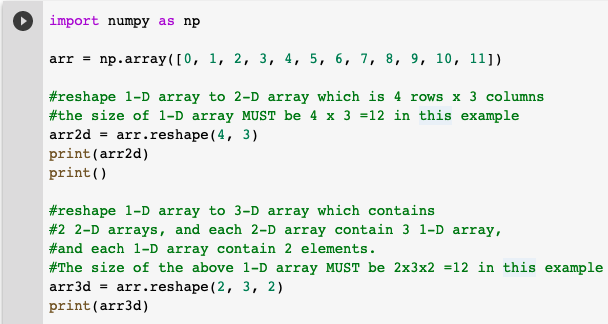 import numpy as np
arr = np.array([0, 1, 2, 3, 4, 5, 6, 7, 8, 9, 10, 11])
#reshape 1-D array to 2-D array which is 4 rows x 3 columns
#the size of 1-D array MUST be 4 x 3 =12 in this example
arr2d = arr.reshape(4, 3)
print(arr2d)
print()
#reshape 1-D array to 3-D array which contains
#2 2-D arrays, and each 2-D array contain 3 1-D array,
#and each 1-D array contain 2 elements.
#The size of the above 1-D array MUST be 2x3x2 =12 in this example
arr3d = arr.reshape(2, 3, 2)
print(arr3d)